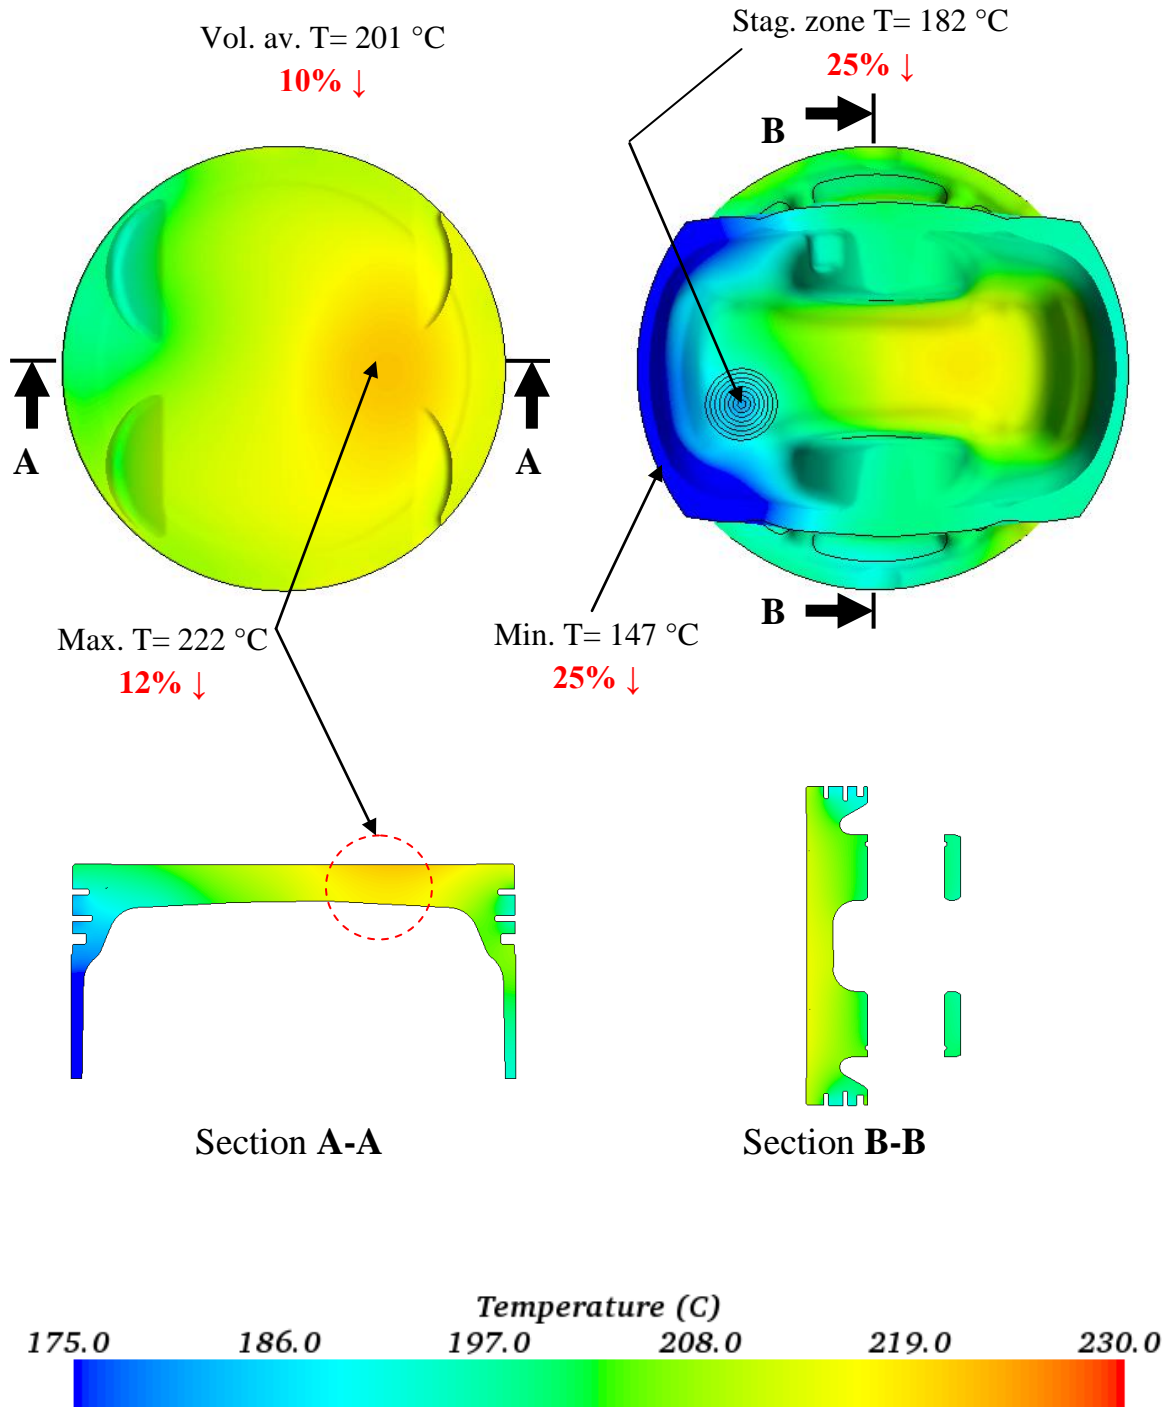 Vol. av. T= 201 °C
10% ↓
Stag. zone T= 182 °C
25% ↓
B
A
A
B
Max. T= 222 °C
12% ↓
Min. T= 147 °C
25% ↓
Section A-A
Section B-B
Temperature (C)
175.0 186.0 197.0 208.0 219.0 230.0